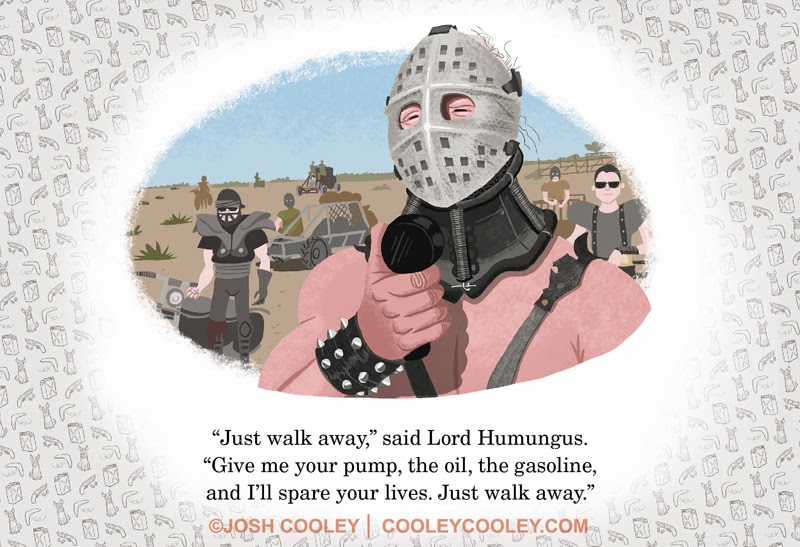 “Just walk away,” said Lord Humungus.
“Give me your pump, the oil, the gasoline,
and I’ll spare your lives. Just walk away.”
©JOSH COOLEY | COOLEYCOOLEY.COM